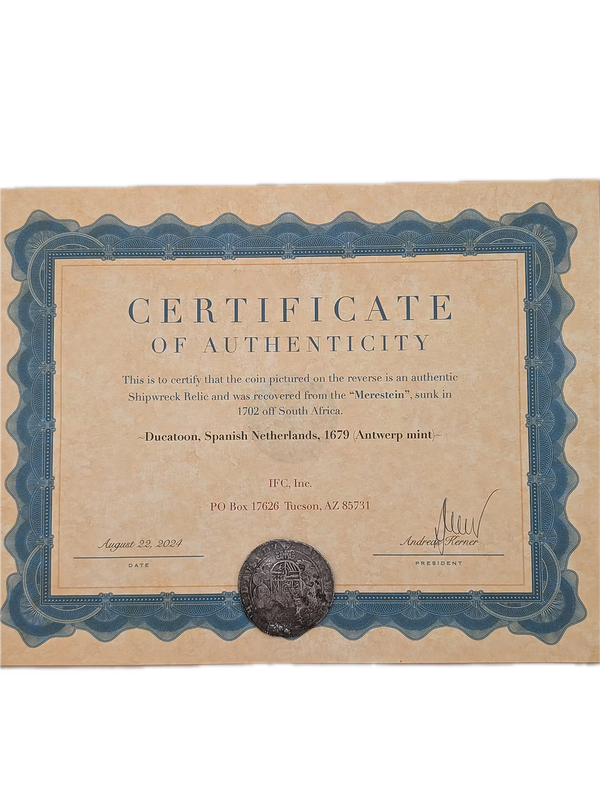 CERTIFICATE
OF AUTHENTICITY
This is to certify that the coin pictured on the reverse is an authentic
Shipwreck Relic and was recovered from the "Merestein", sunk in
1702 off South Africa.
~Ducatoon, Spanish Netherlands, 1679 (Antwerp mint)~
IFC, Inc.
PO Box 17626 Tucson, AZ 85731
August 22, 2024
DATE
Andreas Kerner
PRESIDENT